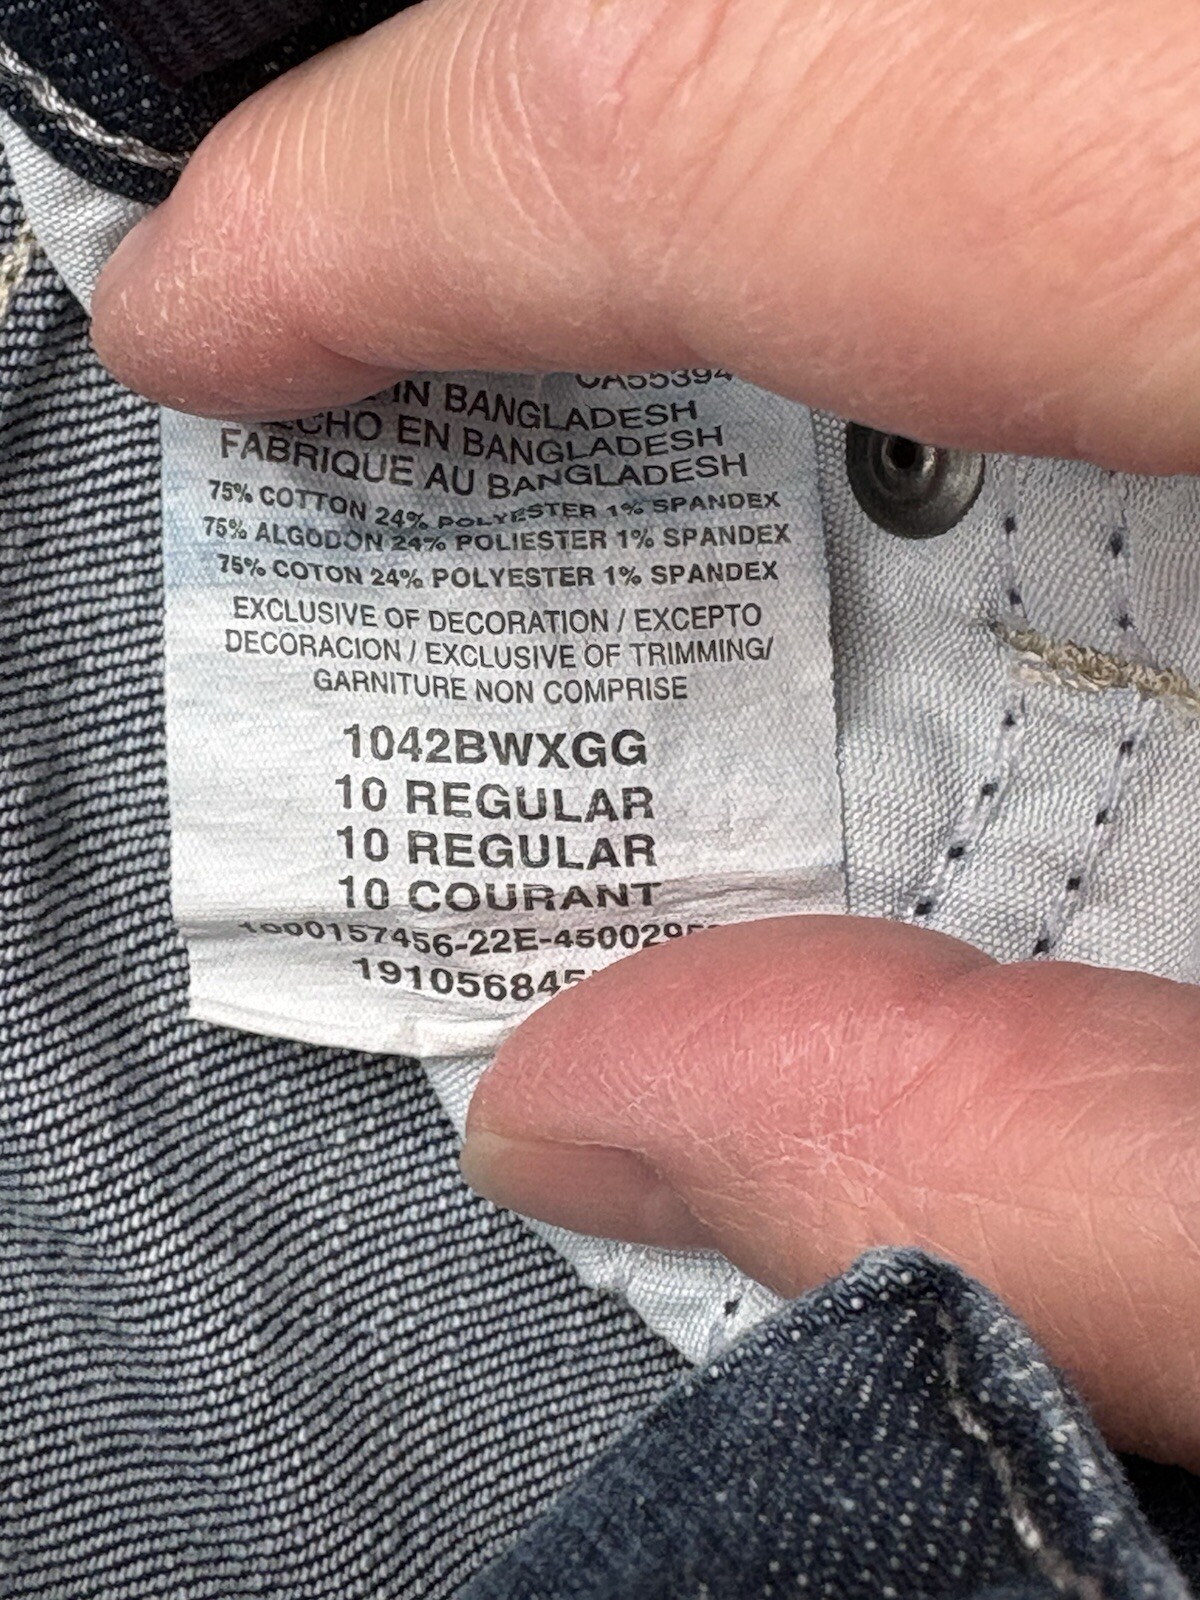 CA55394
IN BANGLADESH
ECHO EN BANGLADESH
FABRIQUE AU BANGLADESH
75% COTTON 24% POLYESTER 1% SPANDEX
75% ALGODON 24% POLIESTER 1% SPANDEX
75% COTON 24% POLYESTER 1% SPANDEX
EXCLUSIVE OF DECORATION / EXCEPTO
DECORACION / EXCLUSIVE OF TRIMMING/
GARNITURE NON COMPRISE
1042BWXGG
10 REGULAR
10 REGULAR
10 COURANT